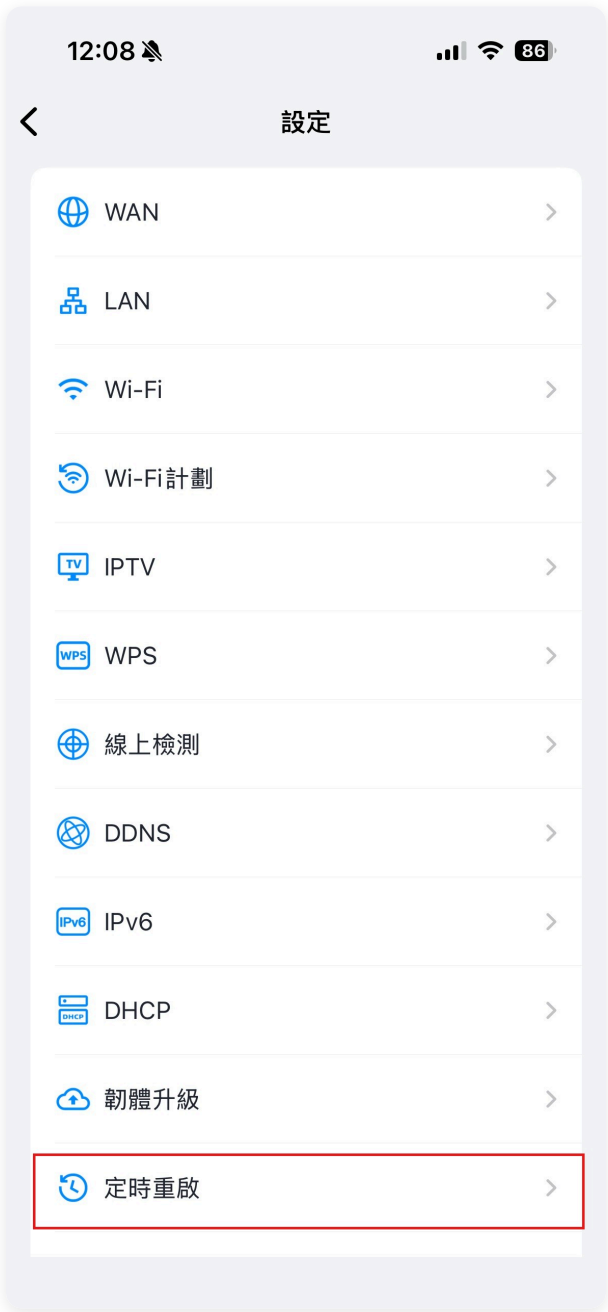 12:08 86
設定
WAN
LAN
Wi-Fi
Wi-Fi計劃
TV IPTV
WPS WPS
線上檢測
DDNS
IPv6 IPv6
DHCP DHCP
韌體升級
定時重啟